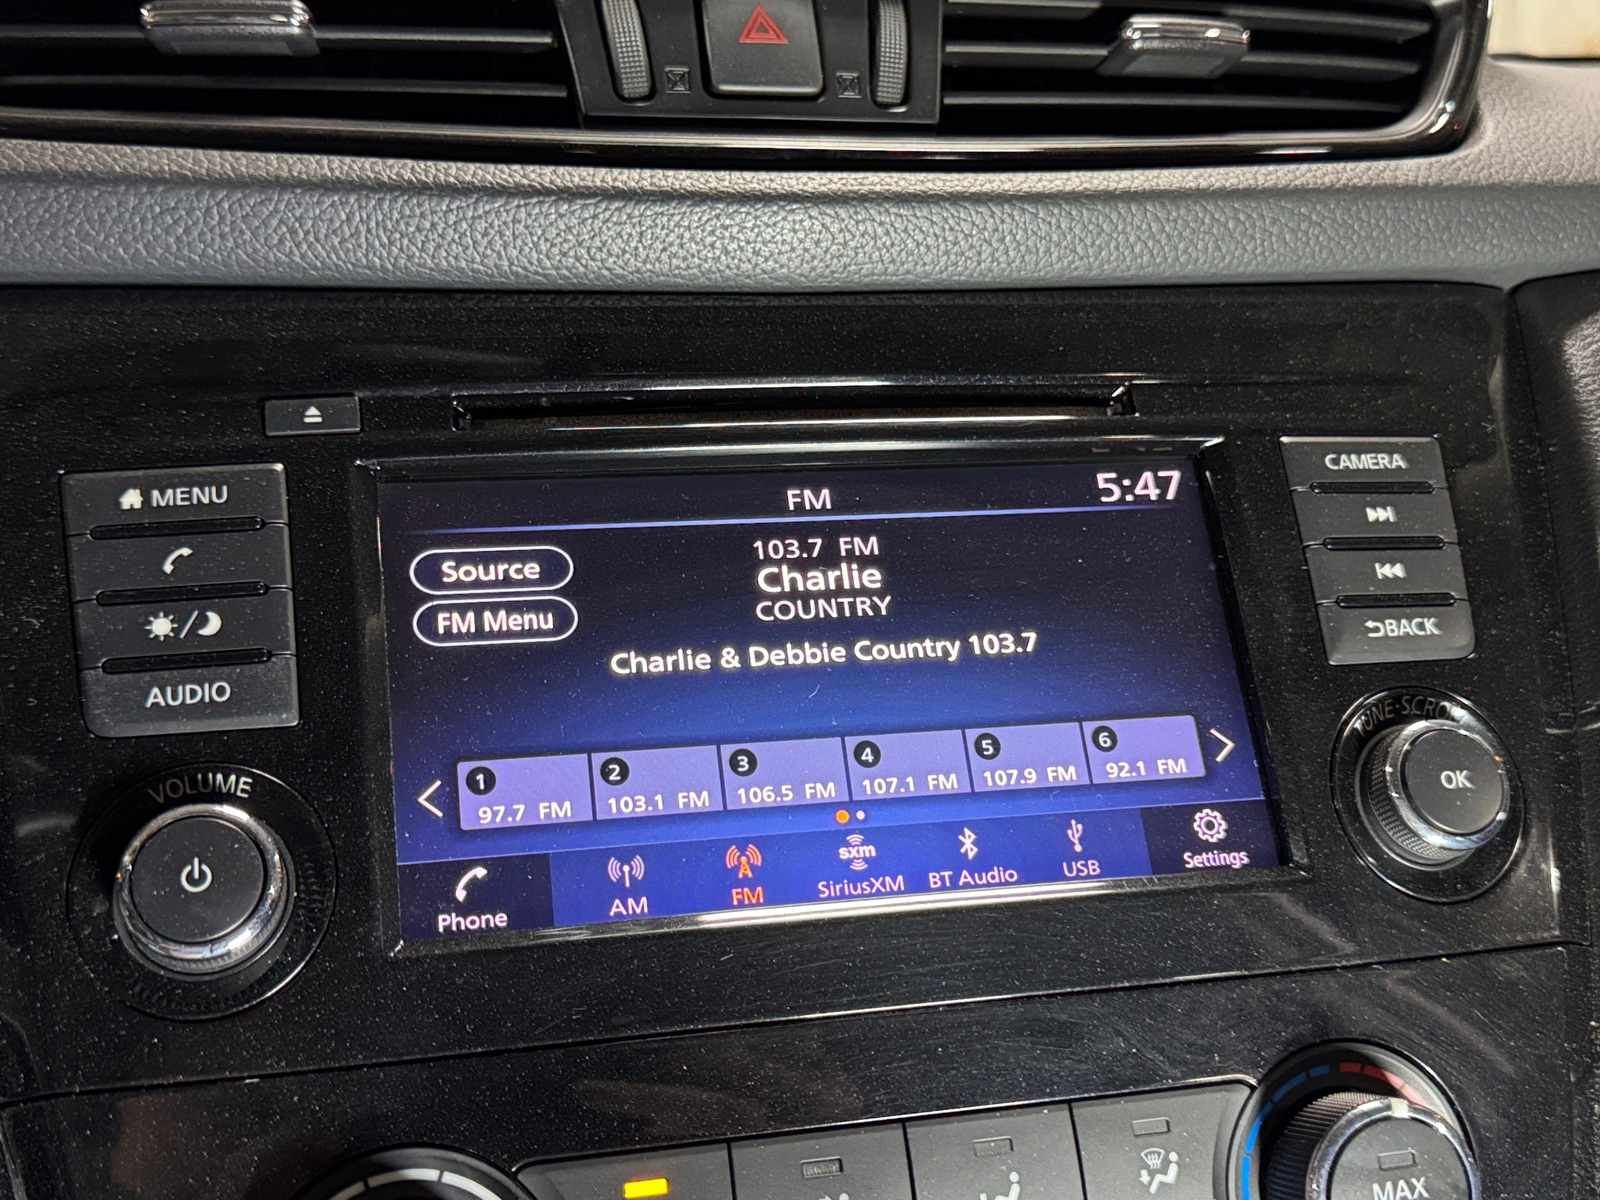 MENU
AUDIO
VOLUME
FM
5:47
Source
FM Menu
103.7 FM
Charlie
COUNTRY
Charlie & Debbie Country 103.7
1
97.7 FM
2
103.1 FM
3
106.5 FM
4
107.1 FM
5
107.9 FM
6
92.1 FM
Phone
AM
FM
sxm
SiriusXM
BT Audio
USB
Settings
CAMERA
BACK
TUNE·SCROLL
OK
MAX